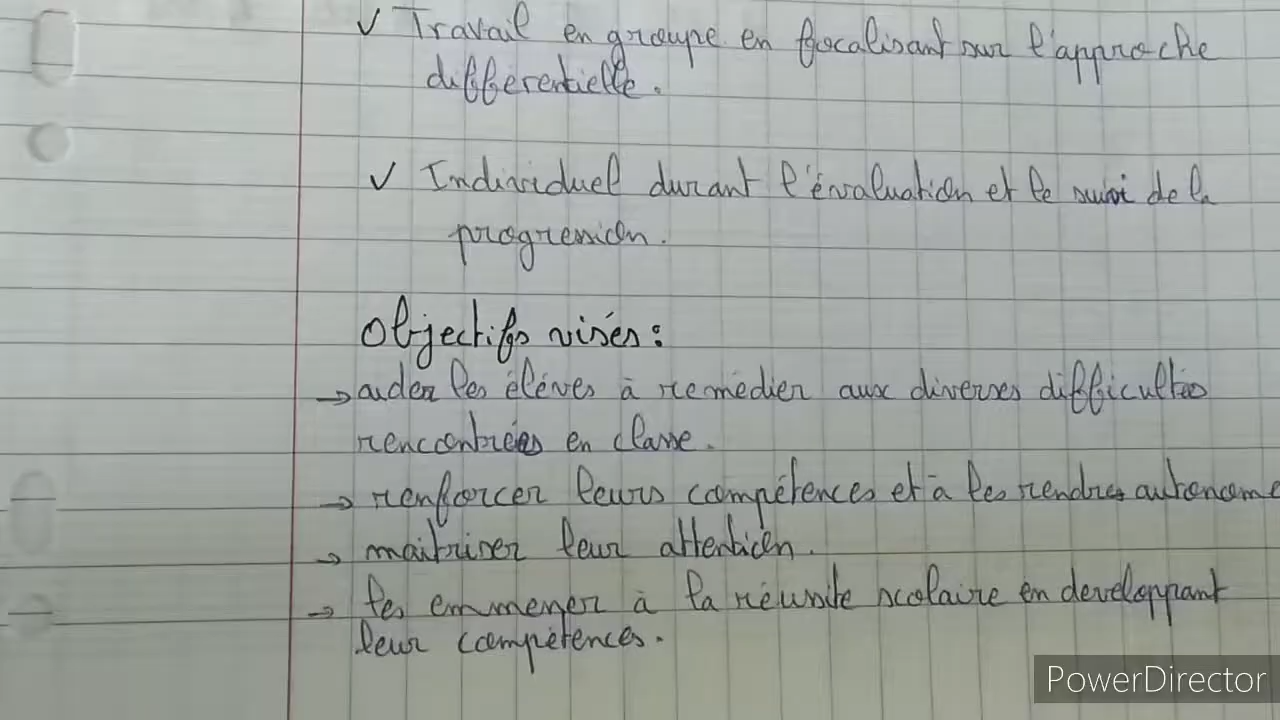 ✓ Travail en groupe en focalisant sur l'approche
différentielle.
✓ Individuel durant l'évaluation et le suivi de la
progression.
Objectifs visés :
→ aider les élèves à remédier aux diverses difficultés
rencontrées en classe.
→ renforcer leurs compétences et à les rendres autonome
→ maitriser leur attention.
→ les emmener à la réussite scolaire en developpant
leur compétences.
PowerDirector